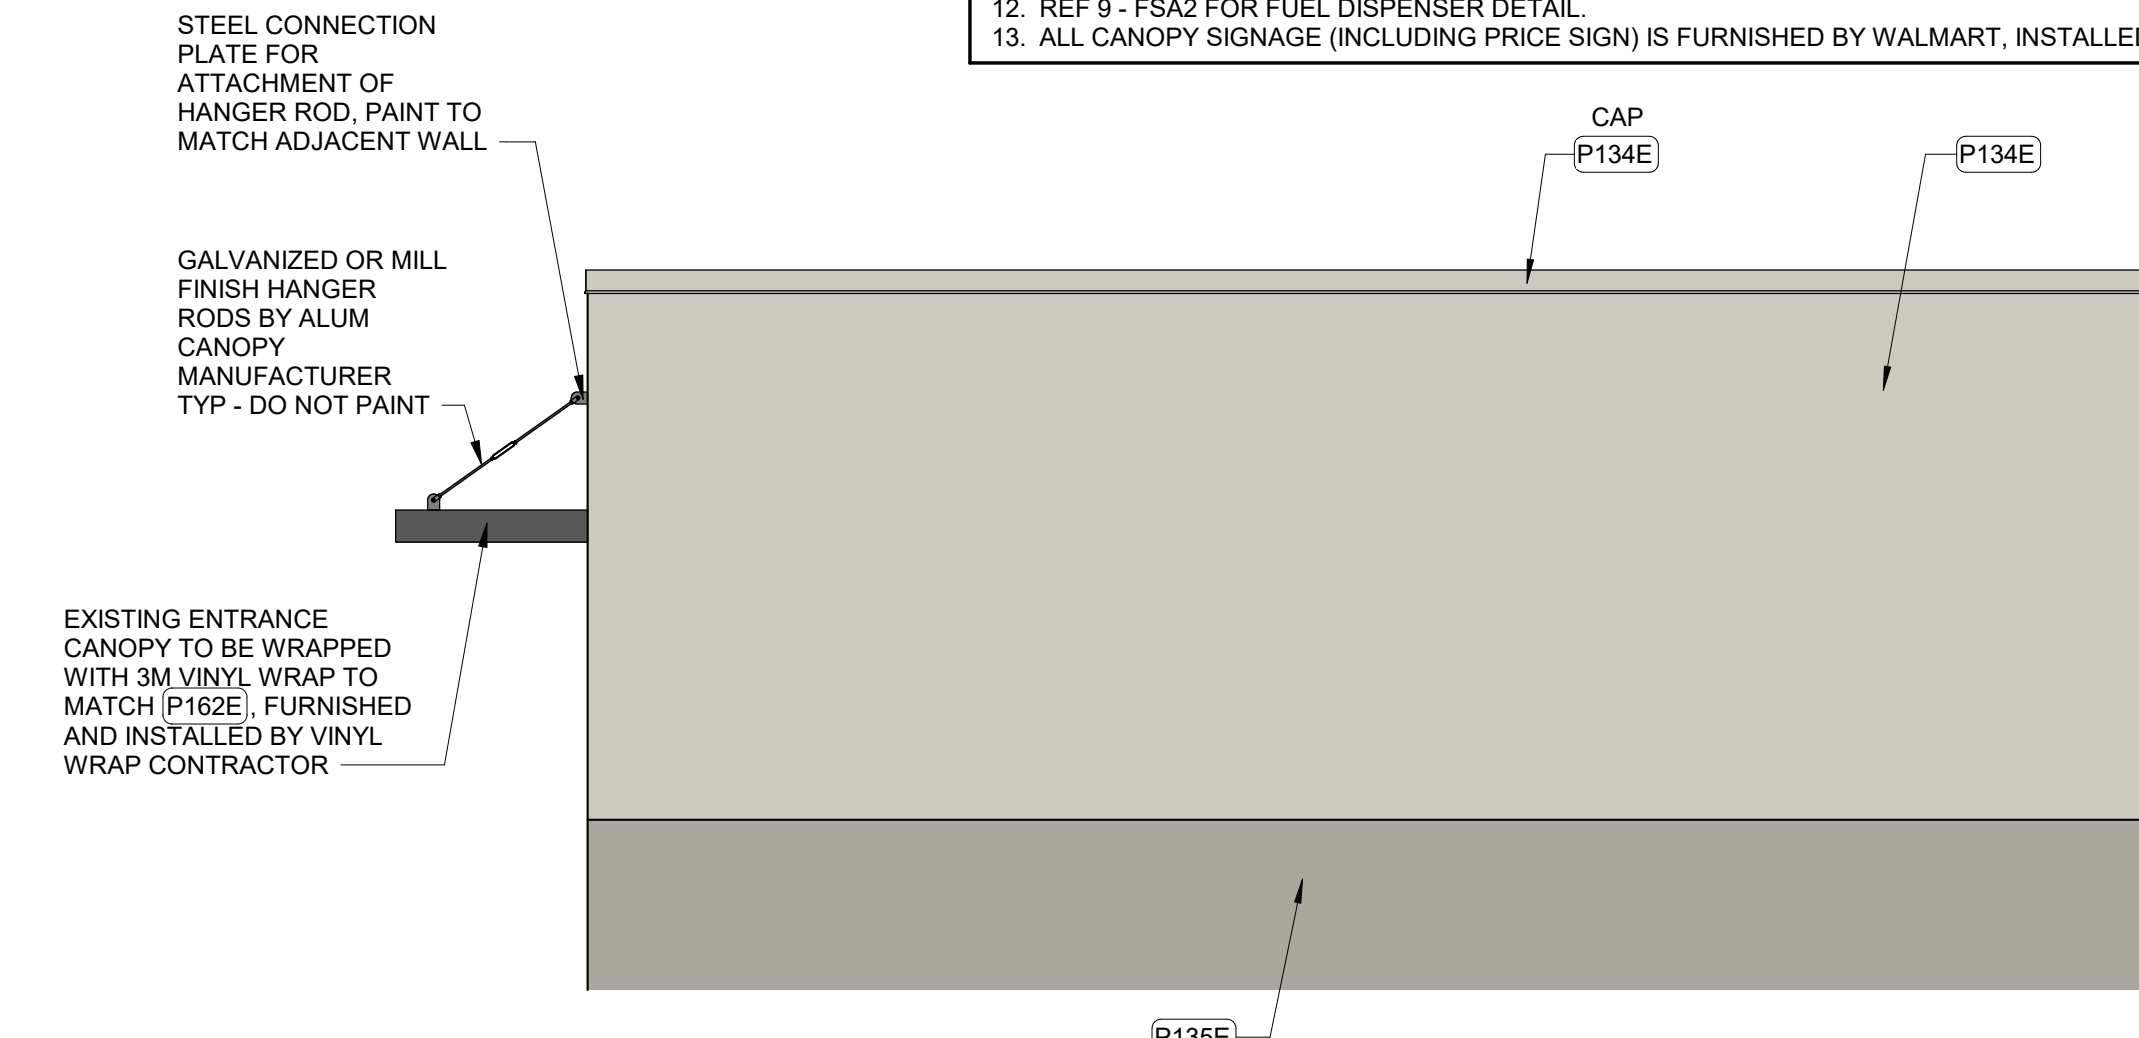 12. REF 9 - FSA2 FOR FUEL DISPENSER DETAIL.
13. ALL CANOPY SIGNAGE (INCLUDING PRICE SIGN) IS FURNISHED BY WALMART, INSTALLED
STEEL CONNECTION
PLATE FOR
ATTACHMENT OF
HANGER ROD, PAINT TO
MATCH ADJACENT WALL
CAP
P134E
P134E
GALVANIZED OR MILL
FINISH HANGER
RODS BY ALUM
CANOPY
MANUFACTURER
TYP - DO NOT PAINT
EXISTING ENTRANCE
CANOPY TO BE WRAPPED
WITH 3M VINYL WRAP TO
MATCH P162E, FURNISHED
AND INSTALLED BY VINYL
WRAP CONTRACTOR
P135E